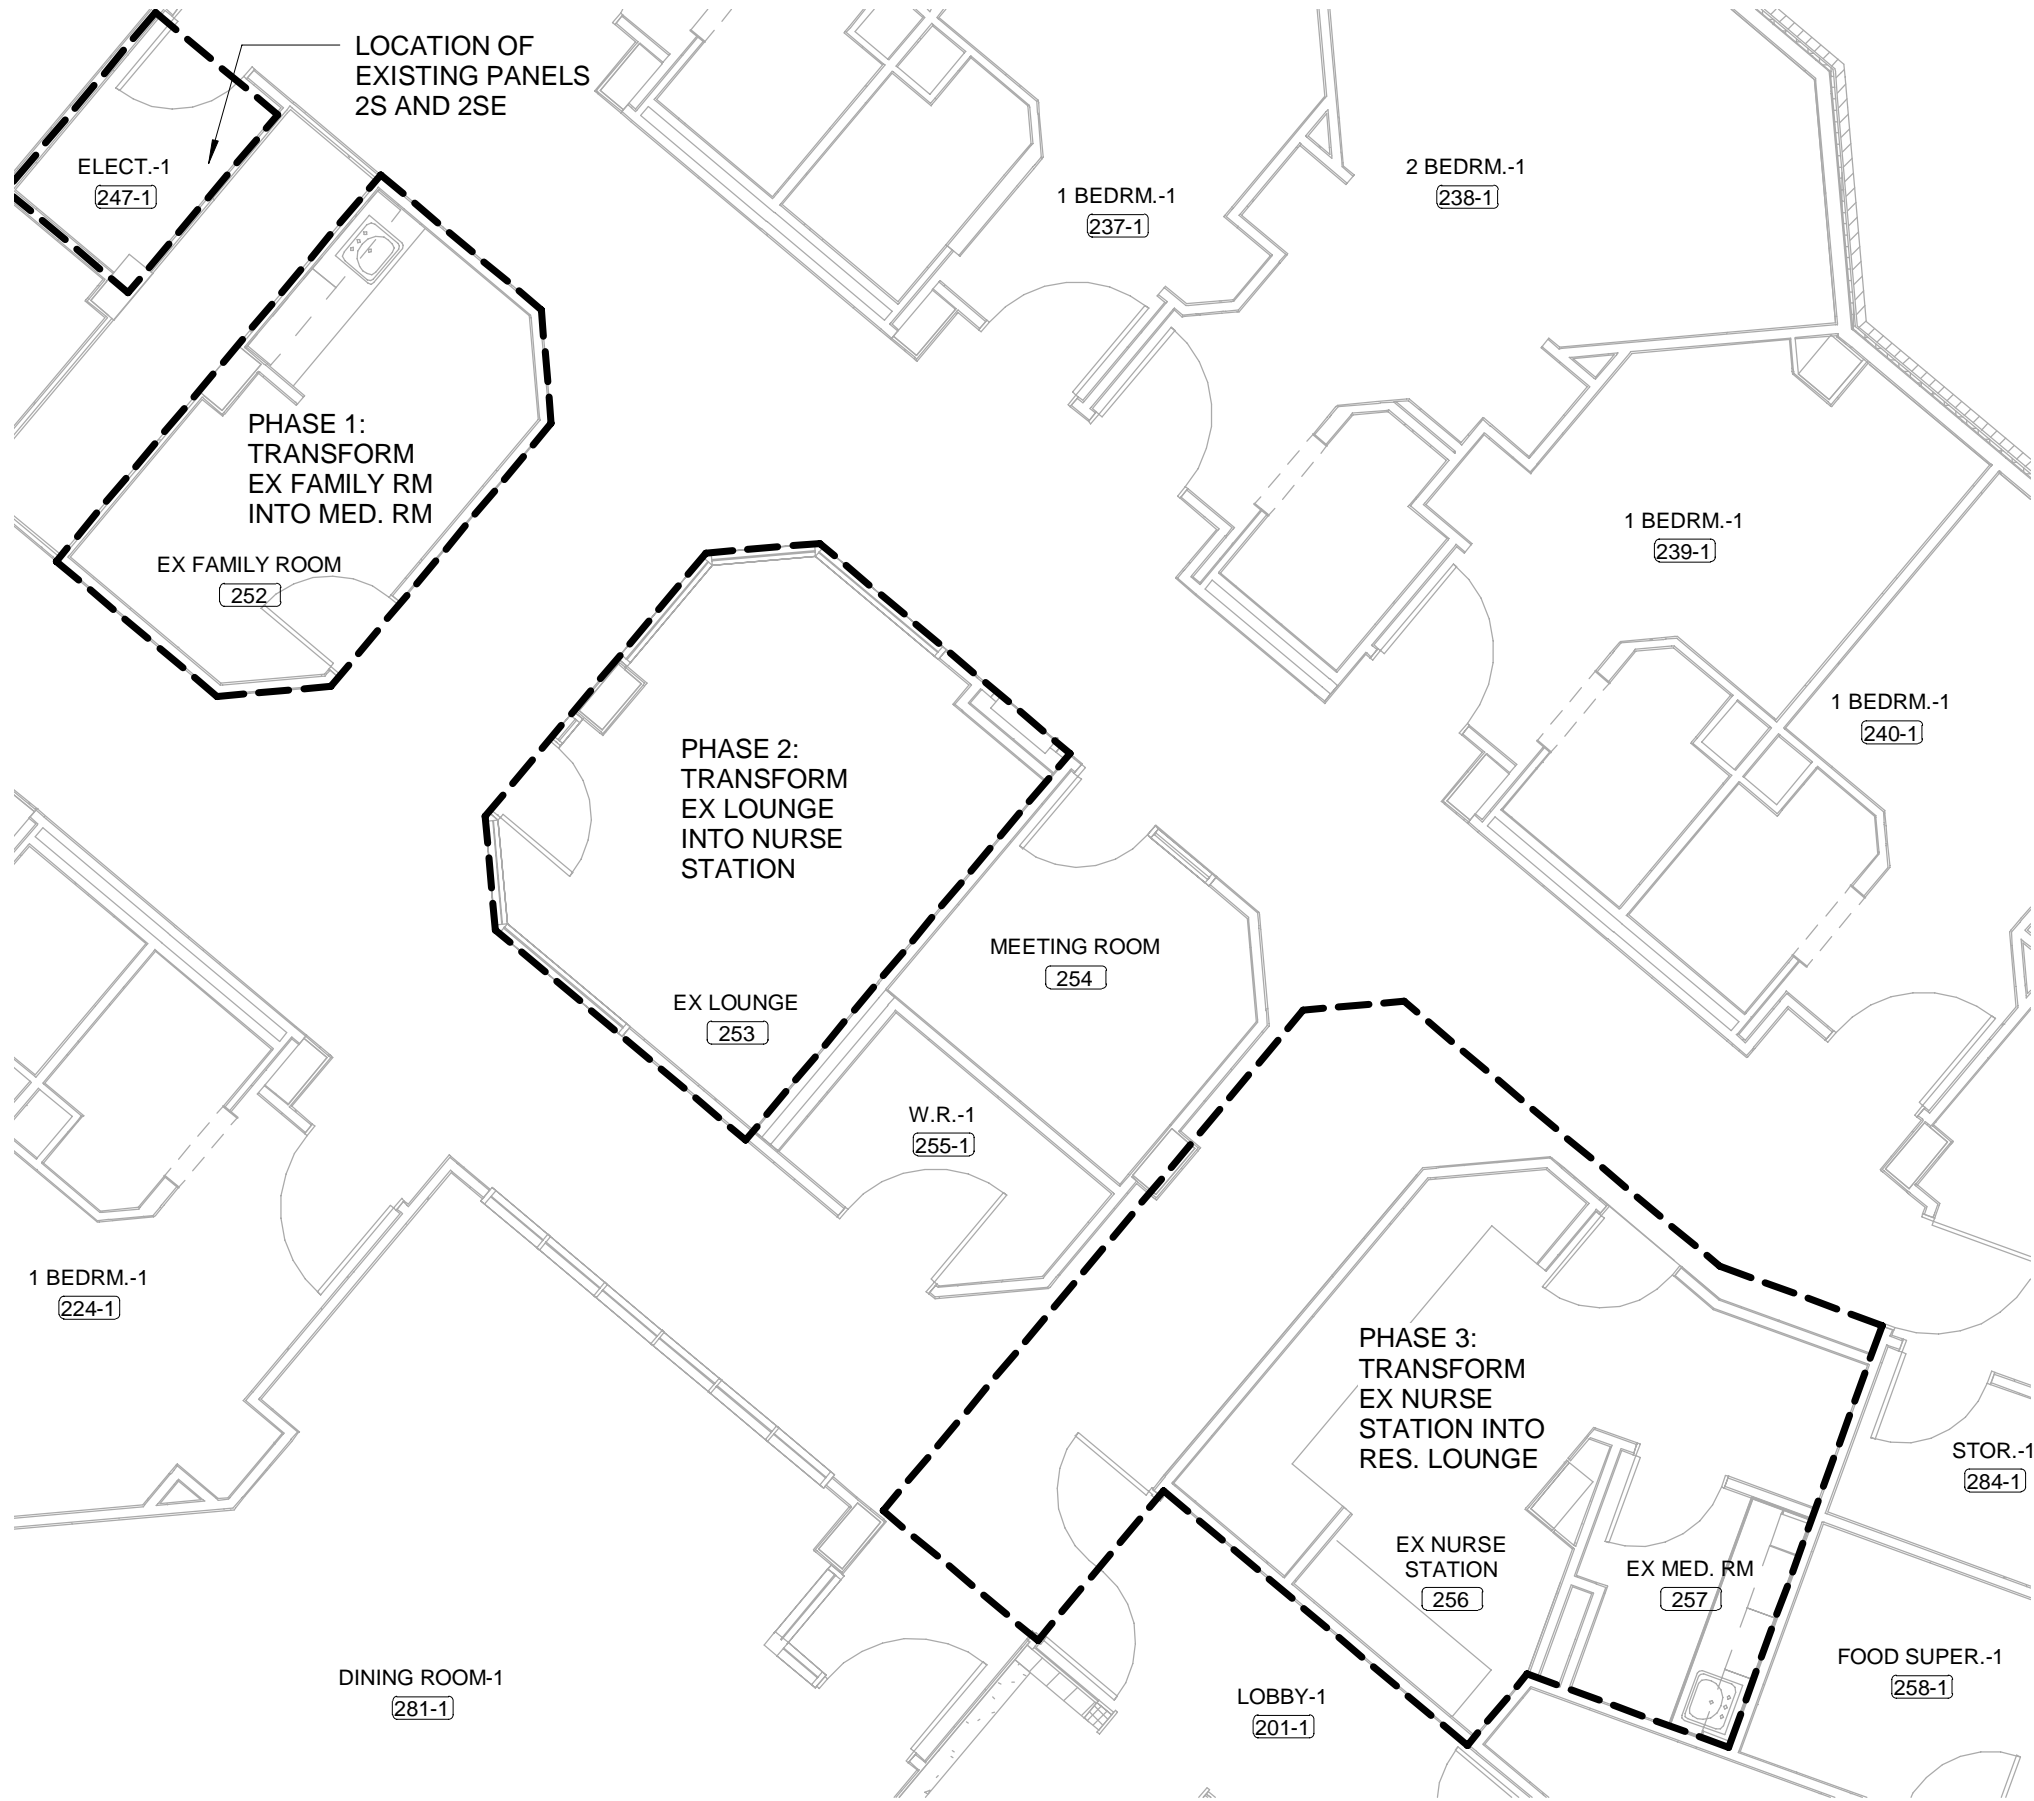 LOCATION OF
EXISTING PANELS
2S AND 2SE
ELECT.-1
247-1
1 BEDRM.-1
237-1
2 BEDRM.-1
238-1
PHASE 1:
TRANSFORM
EX FAMILY RM
INTO MED. RM
EX FAMILY ROOM
252
1 BEDRM.-1
239-1
1 BEDRM.-1
240-1
PHASE 2:
TRANSFORM
EX LOUNGE
INTO NURSE
STATION
EX LOUNGE
253
MEETING ROOM
254
W.R.-1
255-1
1 BEDRM.-1
224-1
PHASE 3:
TRANSFORM
EX NURSE
STATION INTO
RES. LOUNGE
STOR.-1
284-1
EX NURSE
STATION
256
EX MED. RM
257
FOOD SUPER.-1
258-1
DINING ROOM-1
281-1
LOBBY-1
201-1